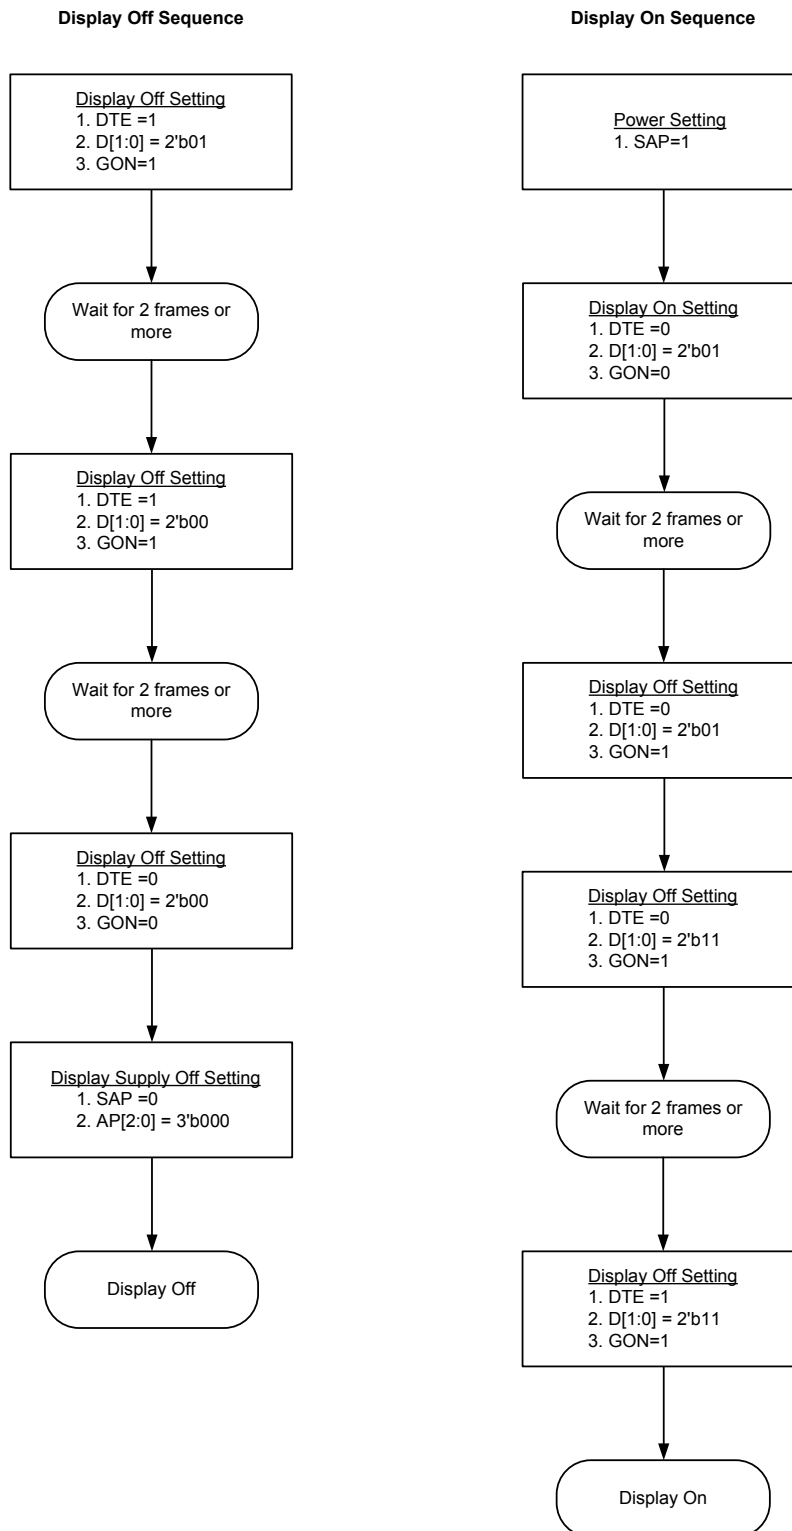 Display Off Sequence
Display Off Setting
1. DTE =1
2. D[1:0] = 2'b01
3. GON=1
Wait for 2 frames or
more
Display Off Setting
1. DTE =1
2. D[1:0] = 2'b00
3. GON=1
Wait for 2 frames or
more
Display Off Setting
1. DTE =0
2. D[1:0] = 2'b00
3. GON=0
Display Supply Off Setting
1. SAP =0
2. AP[2:0] = 3'b000
Display Off
Display On Sequence
Power Setting
1. SAP=1
Display On Setting
1. DTE =0
2. D[1:0] = 2'b01
3. GON=0
Wait for 2 frames or
more
Display Off Setting
1. DTE =0
2. D[1:0] = 2'b01
3. GON=1
Display Off Setting
1. DTE =0
2. D[1:0] = 2'b11
3. GON=1
Wait for 2 frames or
more
Display Off Setting
1. DTE =1
2. D[1:0] = 2'b11
3. GON=1
Display On